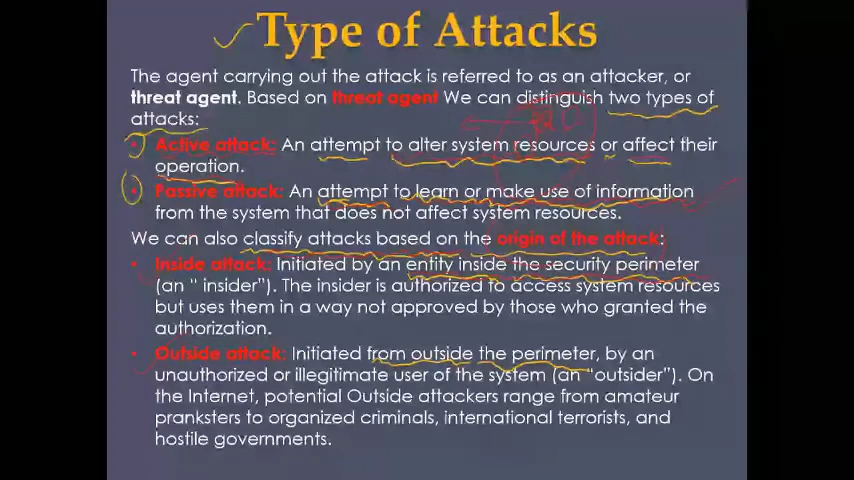 Type of Attacks
The agent carrying out the attack is referred to as an attacker, or
threat agent. Based on threat agent We can distinguish two types of
attacks:
• Active attack: An attempt to alter system resources or affect their
operation.
• Passive attack: An attempt to learn or make use of information
from the system that does not affect system resources.
We can also classify attacks based on the origin of the attack:
• Inside attack: Initiated by an entity inside the security perimeter
(an “ insider”). The insider is authorized to access system resources
but uses them in a way not approved by those who granted the
authorization.
• Outside attack: Initiated from outside the perimeter, by an
unauthorized or illegitimate user of the system (an “outsider”). On
the Internet, potential Outside attackers range from amateur
pranksters to organized criminals, international terrorists, and
hostile governments.